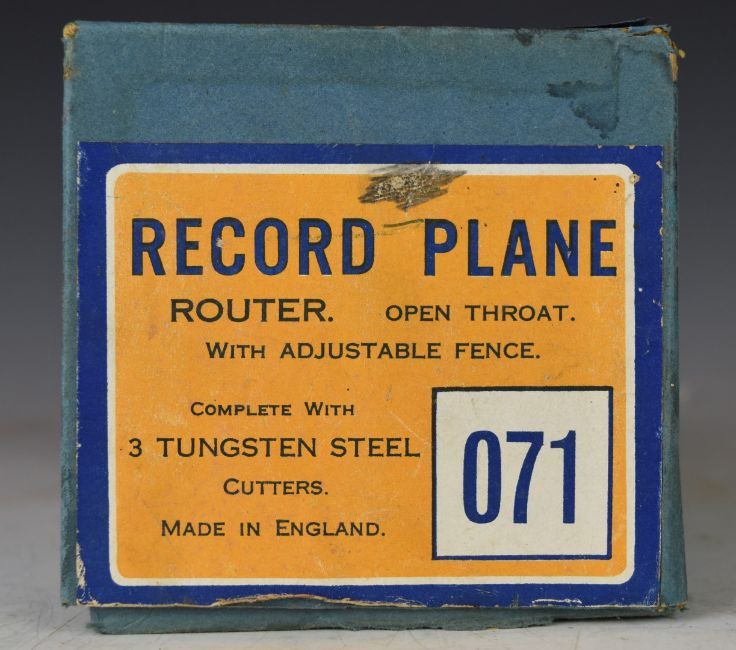 RECORD PLANE
ROUTER. OPEN THROAT.
WITH ADJUSTABLE FENCE.
COMPLETE WITH
3 TUNGSTEN STEEL
CUTTERS.
MADE IN ENGLAND.
071